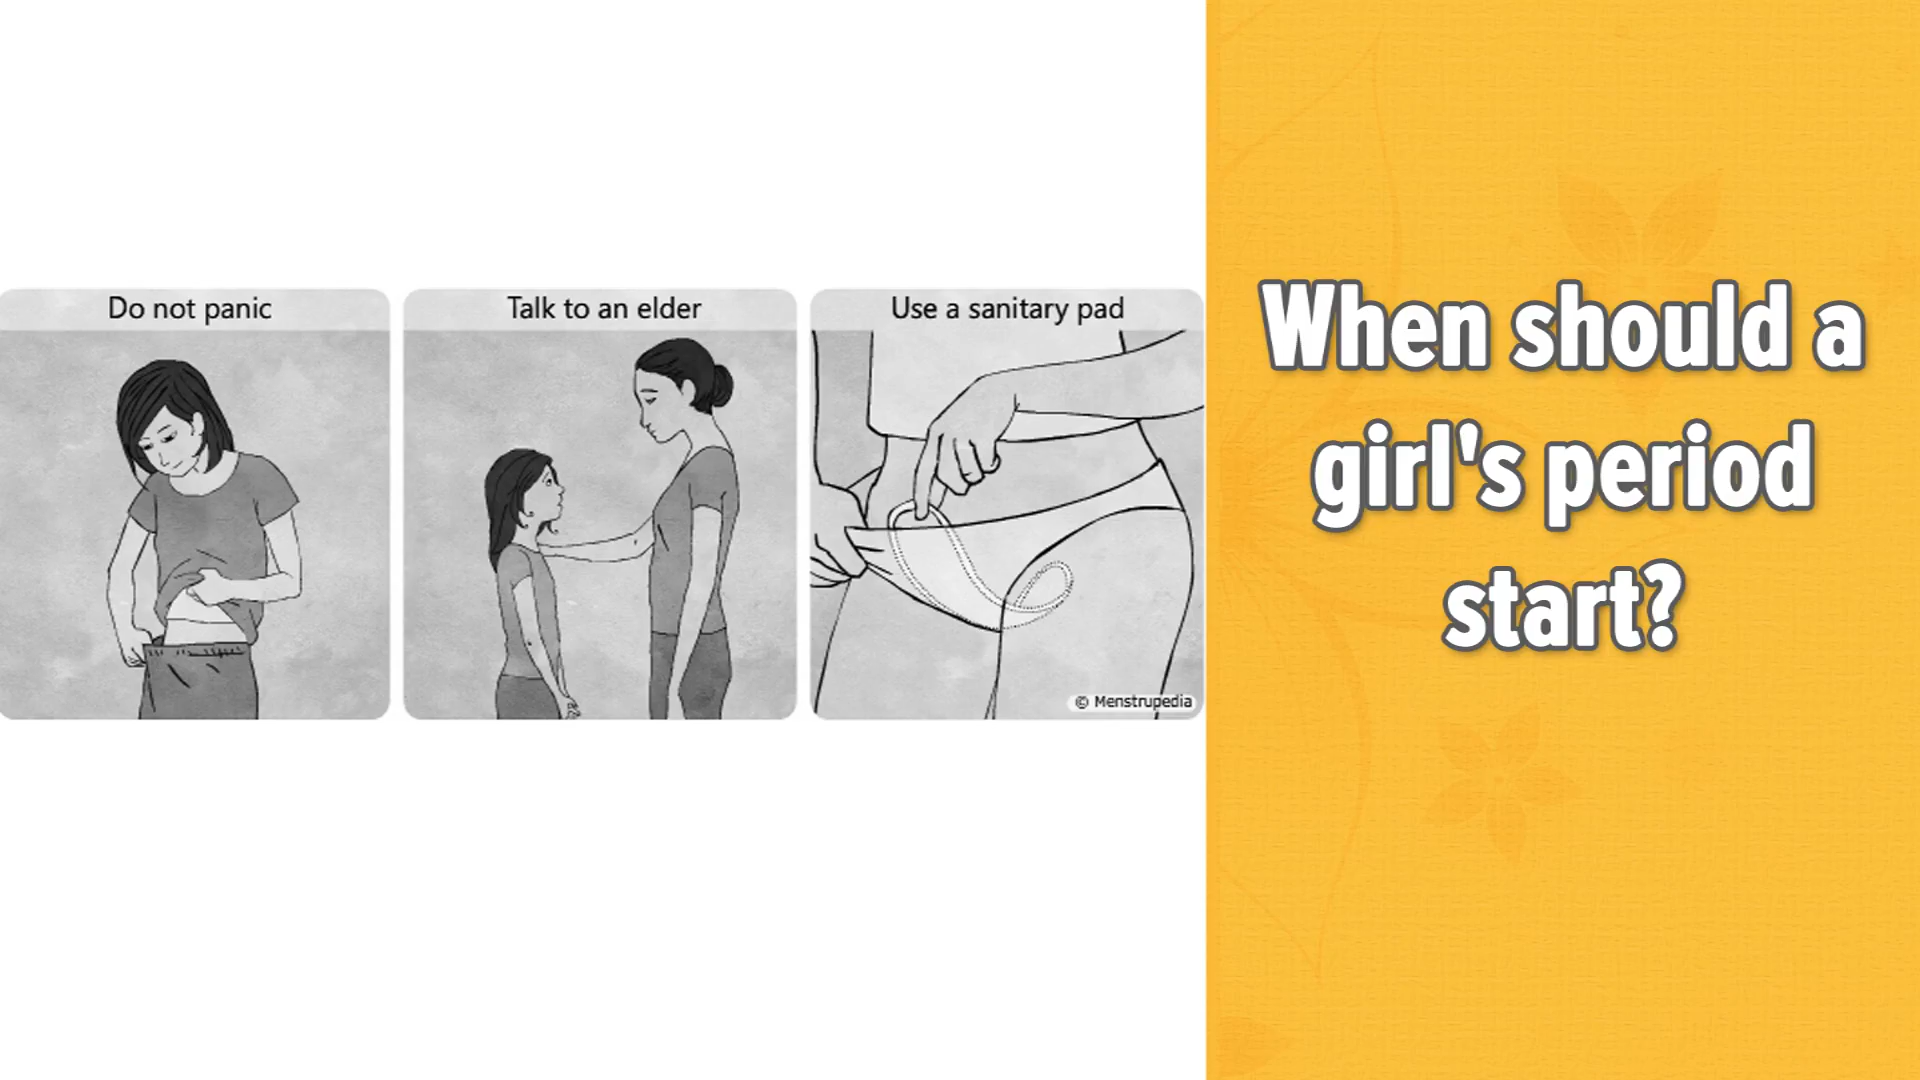 Do not panic
Talk to an elder
Use a sanitary pad
© Menstrupedia
When should a
girl's period
start?